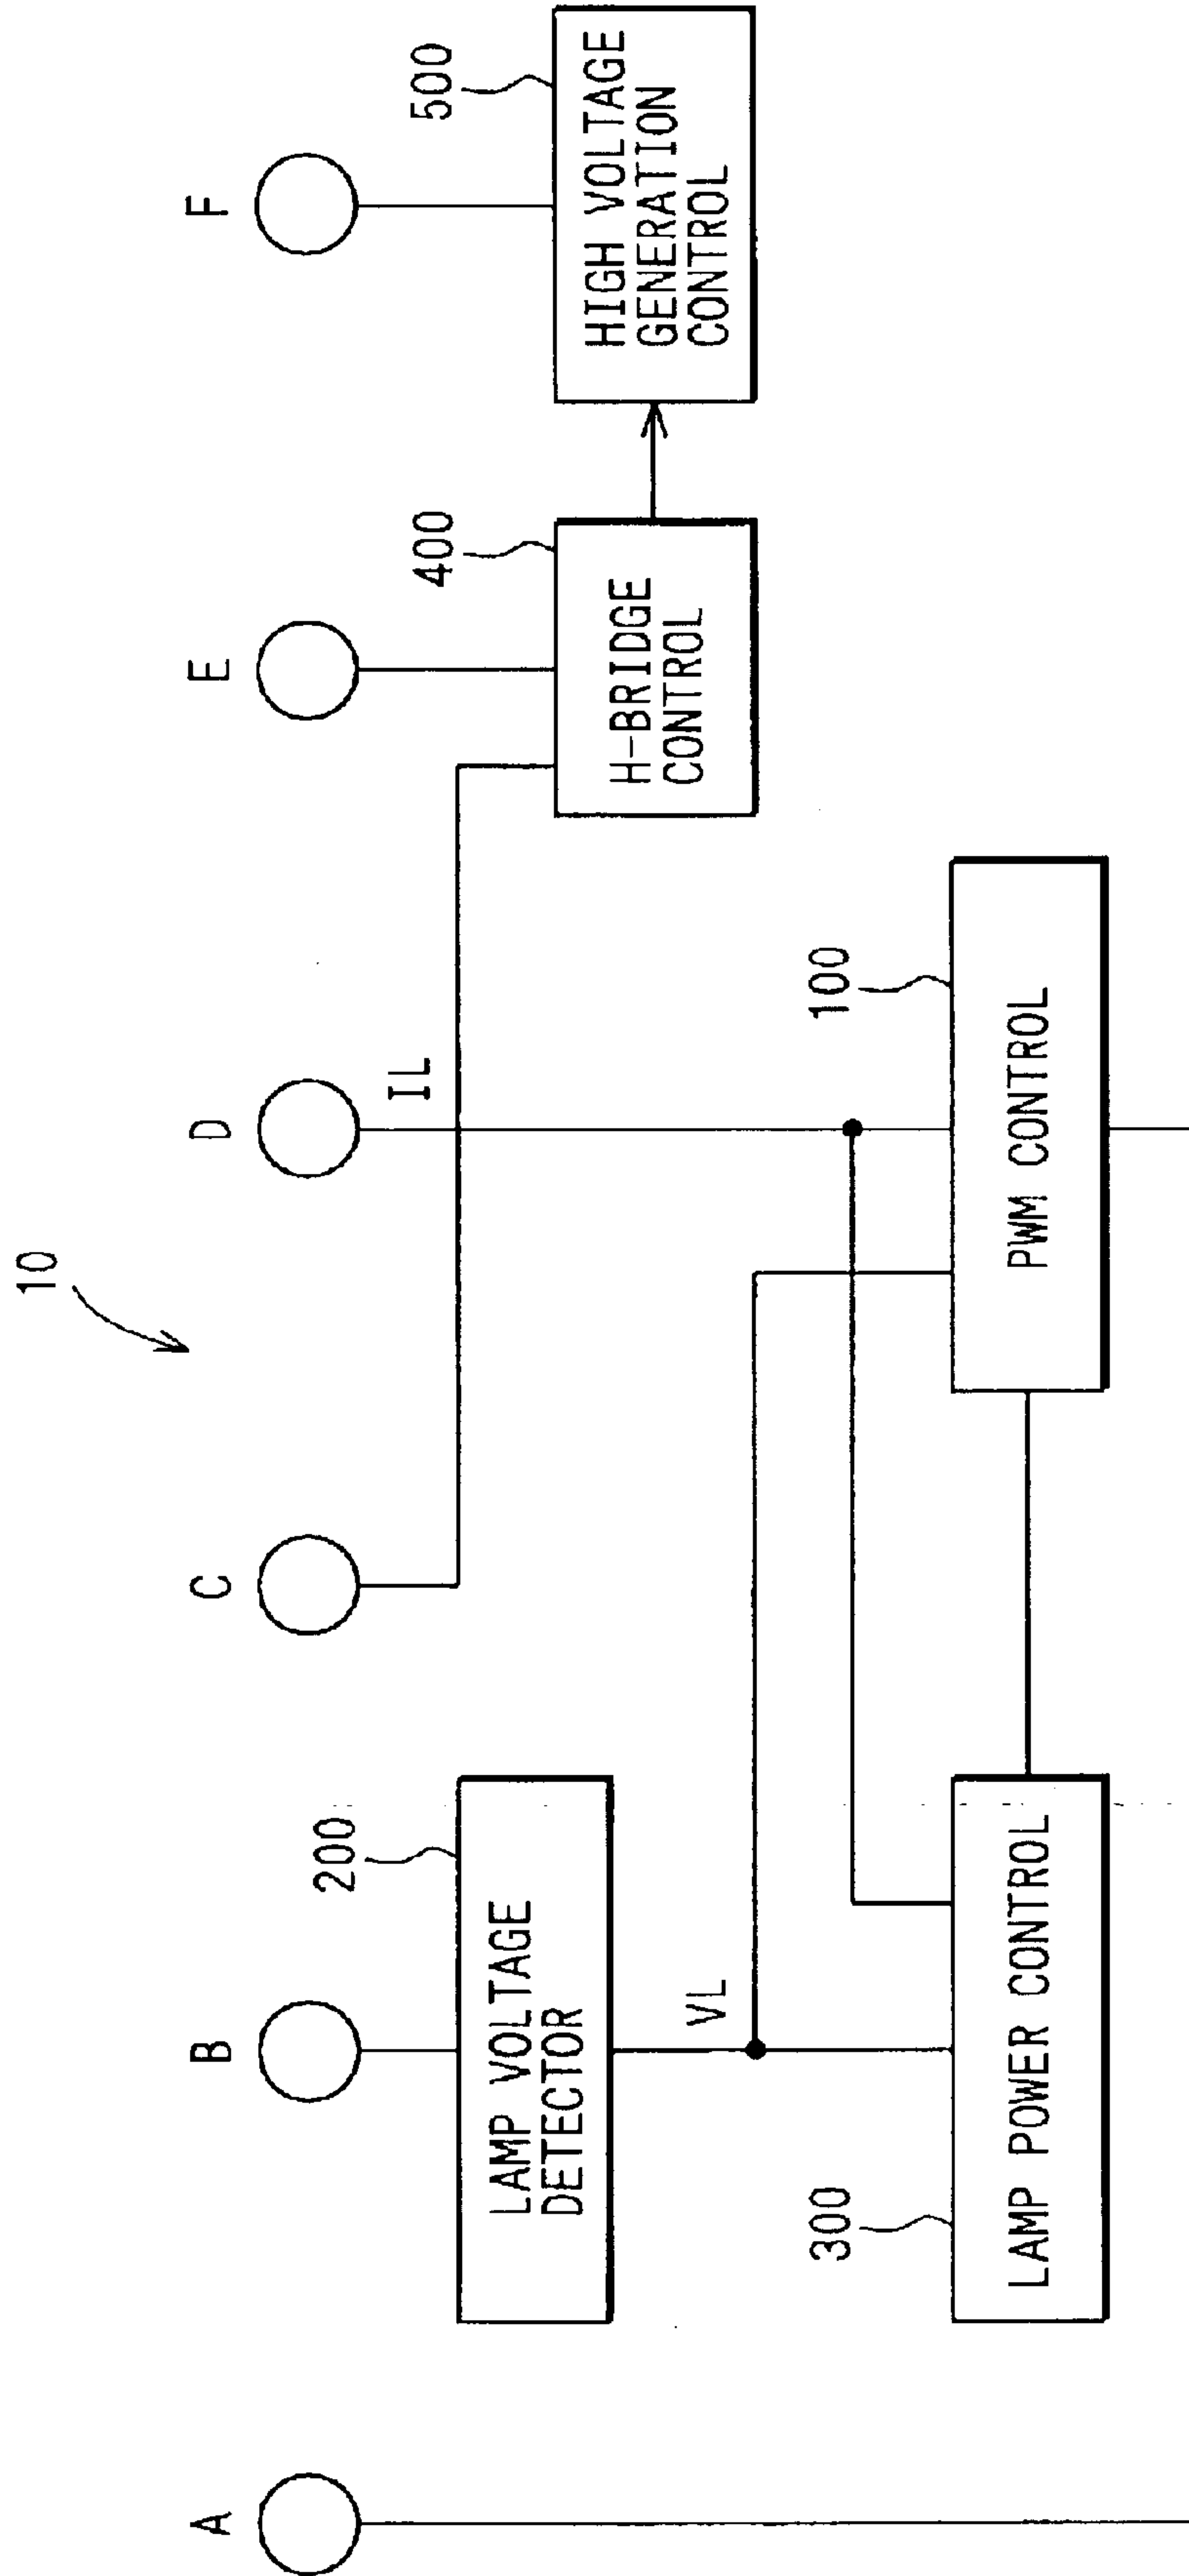 10
A
B
C
D
E
F
IL
200
LAMP VOLTAGE
DETECTOR
400
H-BRIDGE
CONTROL
500
HIGH VOLTAGE
GENERATION
CONTROL
VL
300
LAMP POWER CONTROL
100
PWM CONTROL